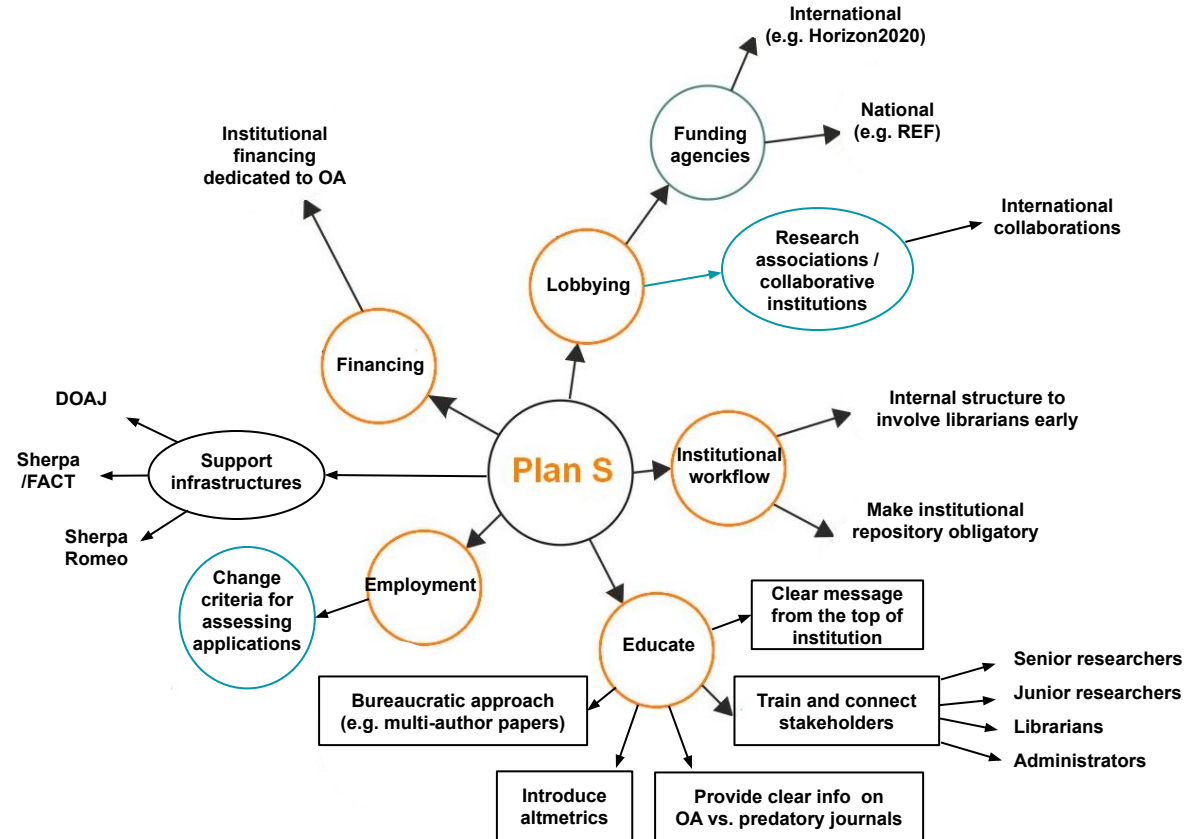 International
(e.g. Horizon2020)
Funding
agencies
National
(e.g. REF)
Institutional
financing
dedicated to OA
Lobbying
Research
associations /
collaborative
institutions
International
collaborations
Financing
Plan S
Institutional
workflow
Internal structure to
involve librarians early
Make institutional
repository obligatory
DOAJ
Sherpa
/FACT
Sherpa
Romeo
Support
infrastructures
Employment
Change
criteria for
assessing
applications
Educate
Clear message
from the top of
institution
Bureaucratic approach
(e.g. multi-author papers)
Train and connect
stakeholders
Senior researchers
Junior researchers
Librarians
Administrators
Introduce
altmetrics
Provide clear info on
OA vs. predatory journals